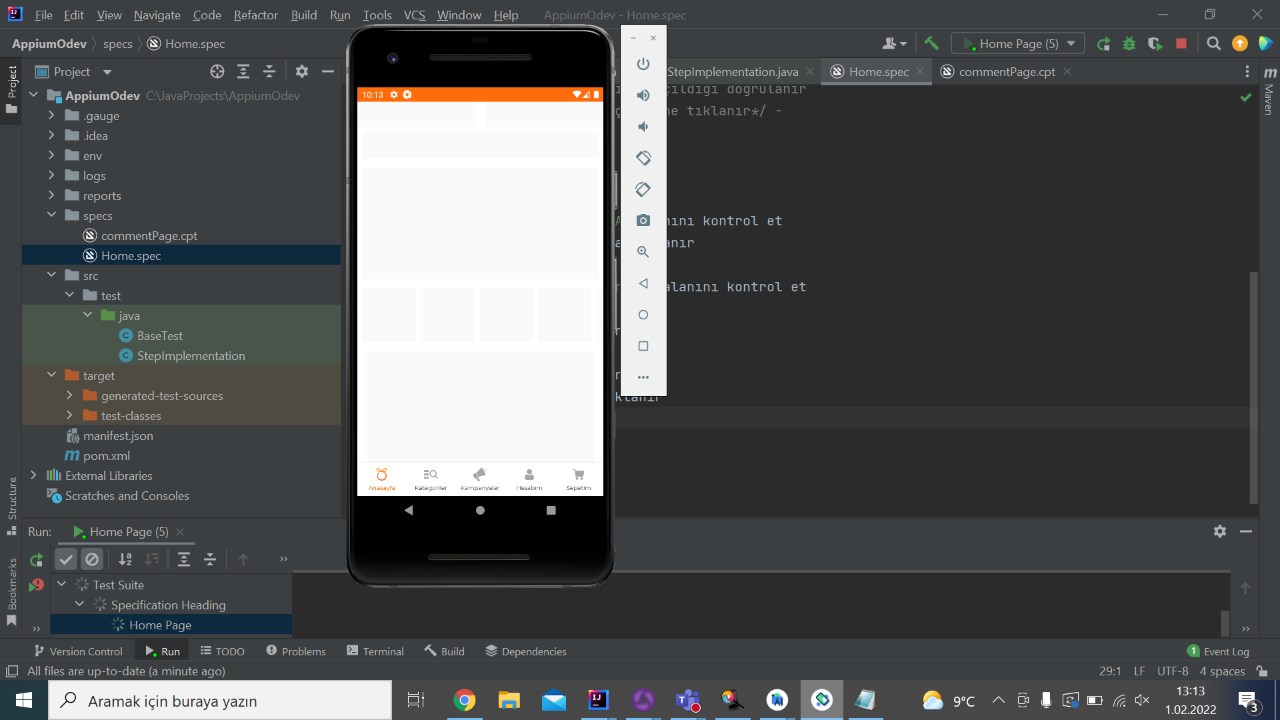 File Edit View Navigate Code Refactor Build Run Tools VCS Window Help AppiumOdev - Home.spec
AppiumOdev specs Home.spec
Home Page (5)
Project
StepImplementation.java Home.spec commentPage.cpt
Project
AppiumOdev C:\JavaProjects\AppiumOdev
.gauge
.idea
env
logs
reports
specs
commentPage.cpt
Home.spec
src
test
java
BaseTest
StepImplementation
target
generated-test-sources
test-classes
manifest.json
pom.xml
External Libraries
Scratches and Consoles
Structure
Bookmarks
Maven
10:13
Anasayfa Kategoriler Kampanyalar Hesabım Sepetim
çıldığı doğrulanır
ne tıklanır*/ -
nını kontrol et
anır
alanını kontrol et
klanır
Run: Home Page (5)
Test Suite
Specification Heading
Home Page
Version Control Run TODO Problems Terminal Build Dependencies 1 Event Log
All files are up-to-date (a minute ago) 29:1 LF UTF-8 4 spaces
Aramak için buraya yazın
9°C
13:13
1.02.2022
3